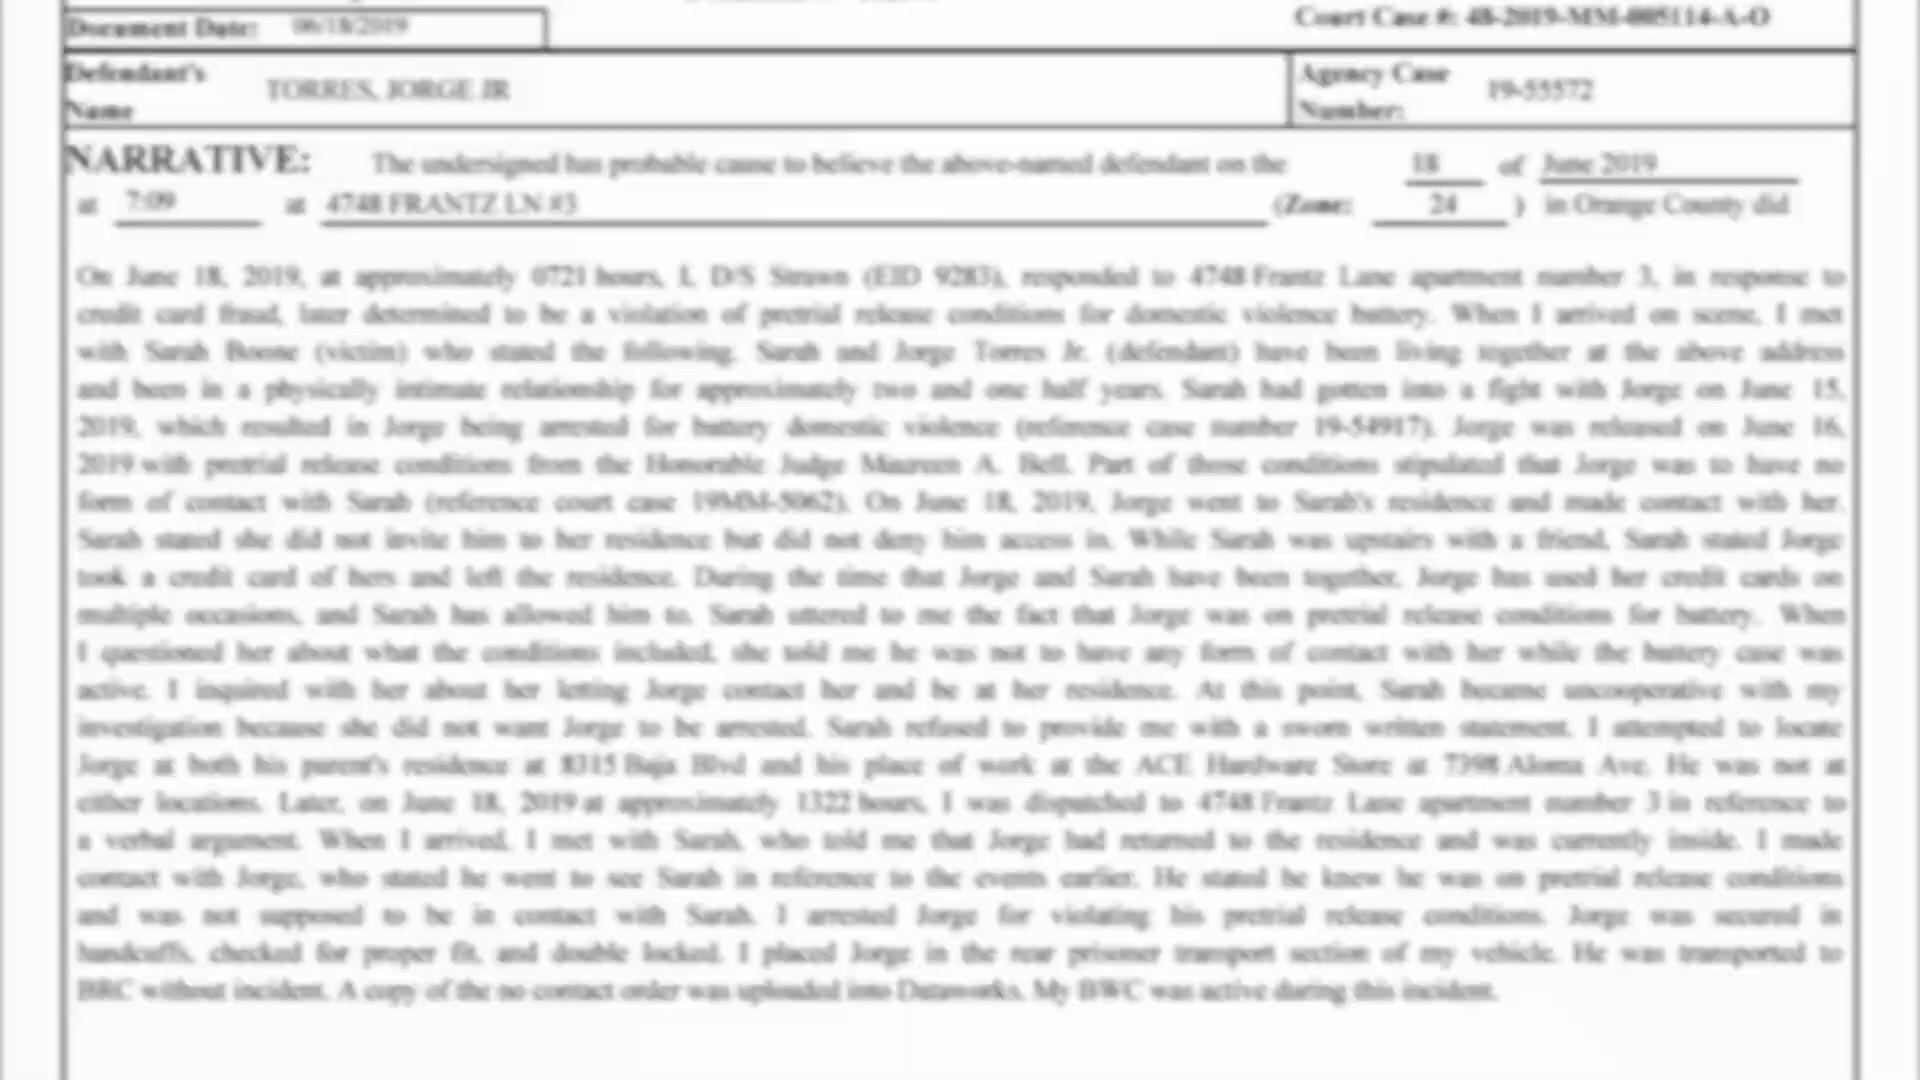 Document Date: 06/18/2019
Court Case #: 48-2019-MM-005114-A-O
Defendant's Name TORRES, JORGE JR
Agency Case Number: 19-55572
NARRATIVE: The undersigned has probable cause to believe the above-named defendant on the 18 of June 2019
at 7:09 at 4748 FRANTZ LN #3 (Zone: 24 ) in Orange County did
On June 18, 2019, at approximately 0721 hours, I, D/S Strawn (EID 9283), responded to 4748 Frantz Lane apartment number 3, in response to
credit card fraud, later determined to be a violation of pretrial release conditions for domestic violence battery. When I arrived on scene, I met
with Sarah Boone (victim) who stated the following. Sarah and Jorge Torres Jr. (defendant) have been living together at the above address
and been in a physically intimate relationship for approximately two and one half years. Sarah had gotten into a fight with Jorge on June 15,
2019, which resulted in Jorge being arrested for battery domestic violence (reference case number 19-54917). Jorge was released on June 16,
2019 with pretrial release conditions from the Honorable Judge Maureen A. Bell. Part of those conditions stipulated that Jorge was to have no
form of contact with Sarah (reference court case 19MM-5062). On June 18, 2019, Jorge went to Sarah's residence and made contact with her.
Sarah stated she did not invite him to her residence but did not deny him access in. While Sarah was upstairs with a friend, Sarah stated Jorge
took a credit card of hers and left the residence. During the time that Jorge and Sarah have been together, Jorge has used her credit cards on
multiple occasions, and Sarah has allowed him to. Sarah uttered to me the fact that Jorge was on pretrial release conditions for battery. When
I questioned her about what the conditions included, she told me he was not to have any form of contact with her while the battery case was
active. I inquired with her about her letting Jorge contact her and be at her residence. At this point, Sarah became uncooperative with my
investigation because she did not want Jorge to be arrested. Sarah refused to provide me with a sworn written statement. I attempted to locate
Jorge at both his parent's residence at 8315 Baja Blvd and his place of work at the ACE Hardware Store at 7398 Aloma Ave. He was not at
either locations. Later, on June 18, 2019 at approximately 1322 hours, I was dispatched to 4748 Frantz Lane apartment number 3 in reference to
a verbal argument. When I arrived, I met with Sarah, who told me that Jorge had returned to the residence and was currently inside. I made
contact with Jorge, who stated he went to see Sarah in reference to the events earlier. He stated he knew he was on pretrial release conditions
and was not supposed to be in contact with Sarah. I arrested Jorge for violating his pretrial release conditions. Jorge was secured in
handcuffs, checked for proper fit, and double locked. I placed Jorge in the rear prisoner transport section of my vehicle. He was transported to
BRC without incident. A copy of the no contact order was uploaded into Dataworks. My BWC was active during this incident.